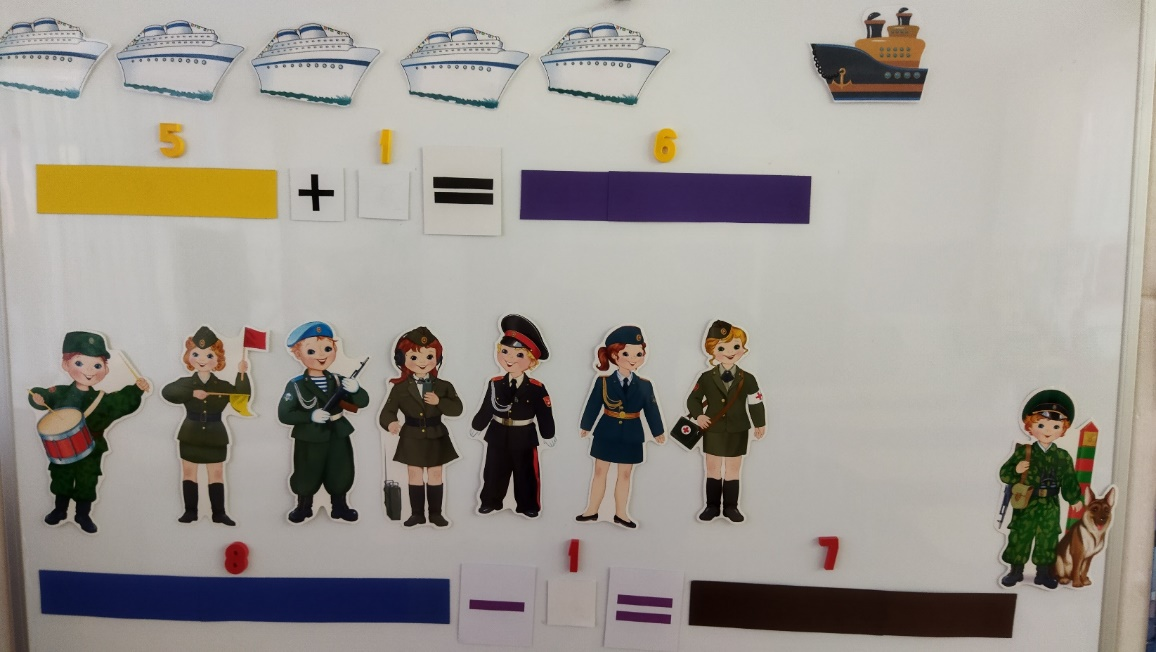 5 + 1 = 6
8 - 1 = 7